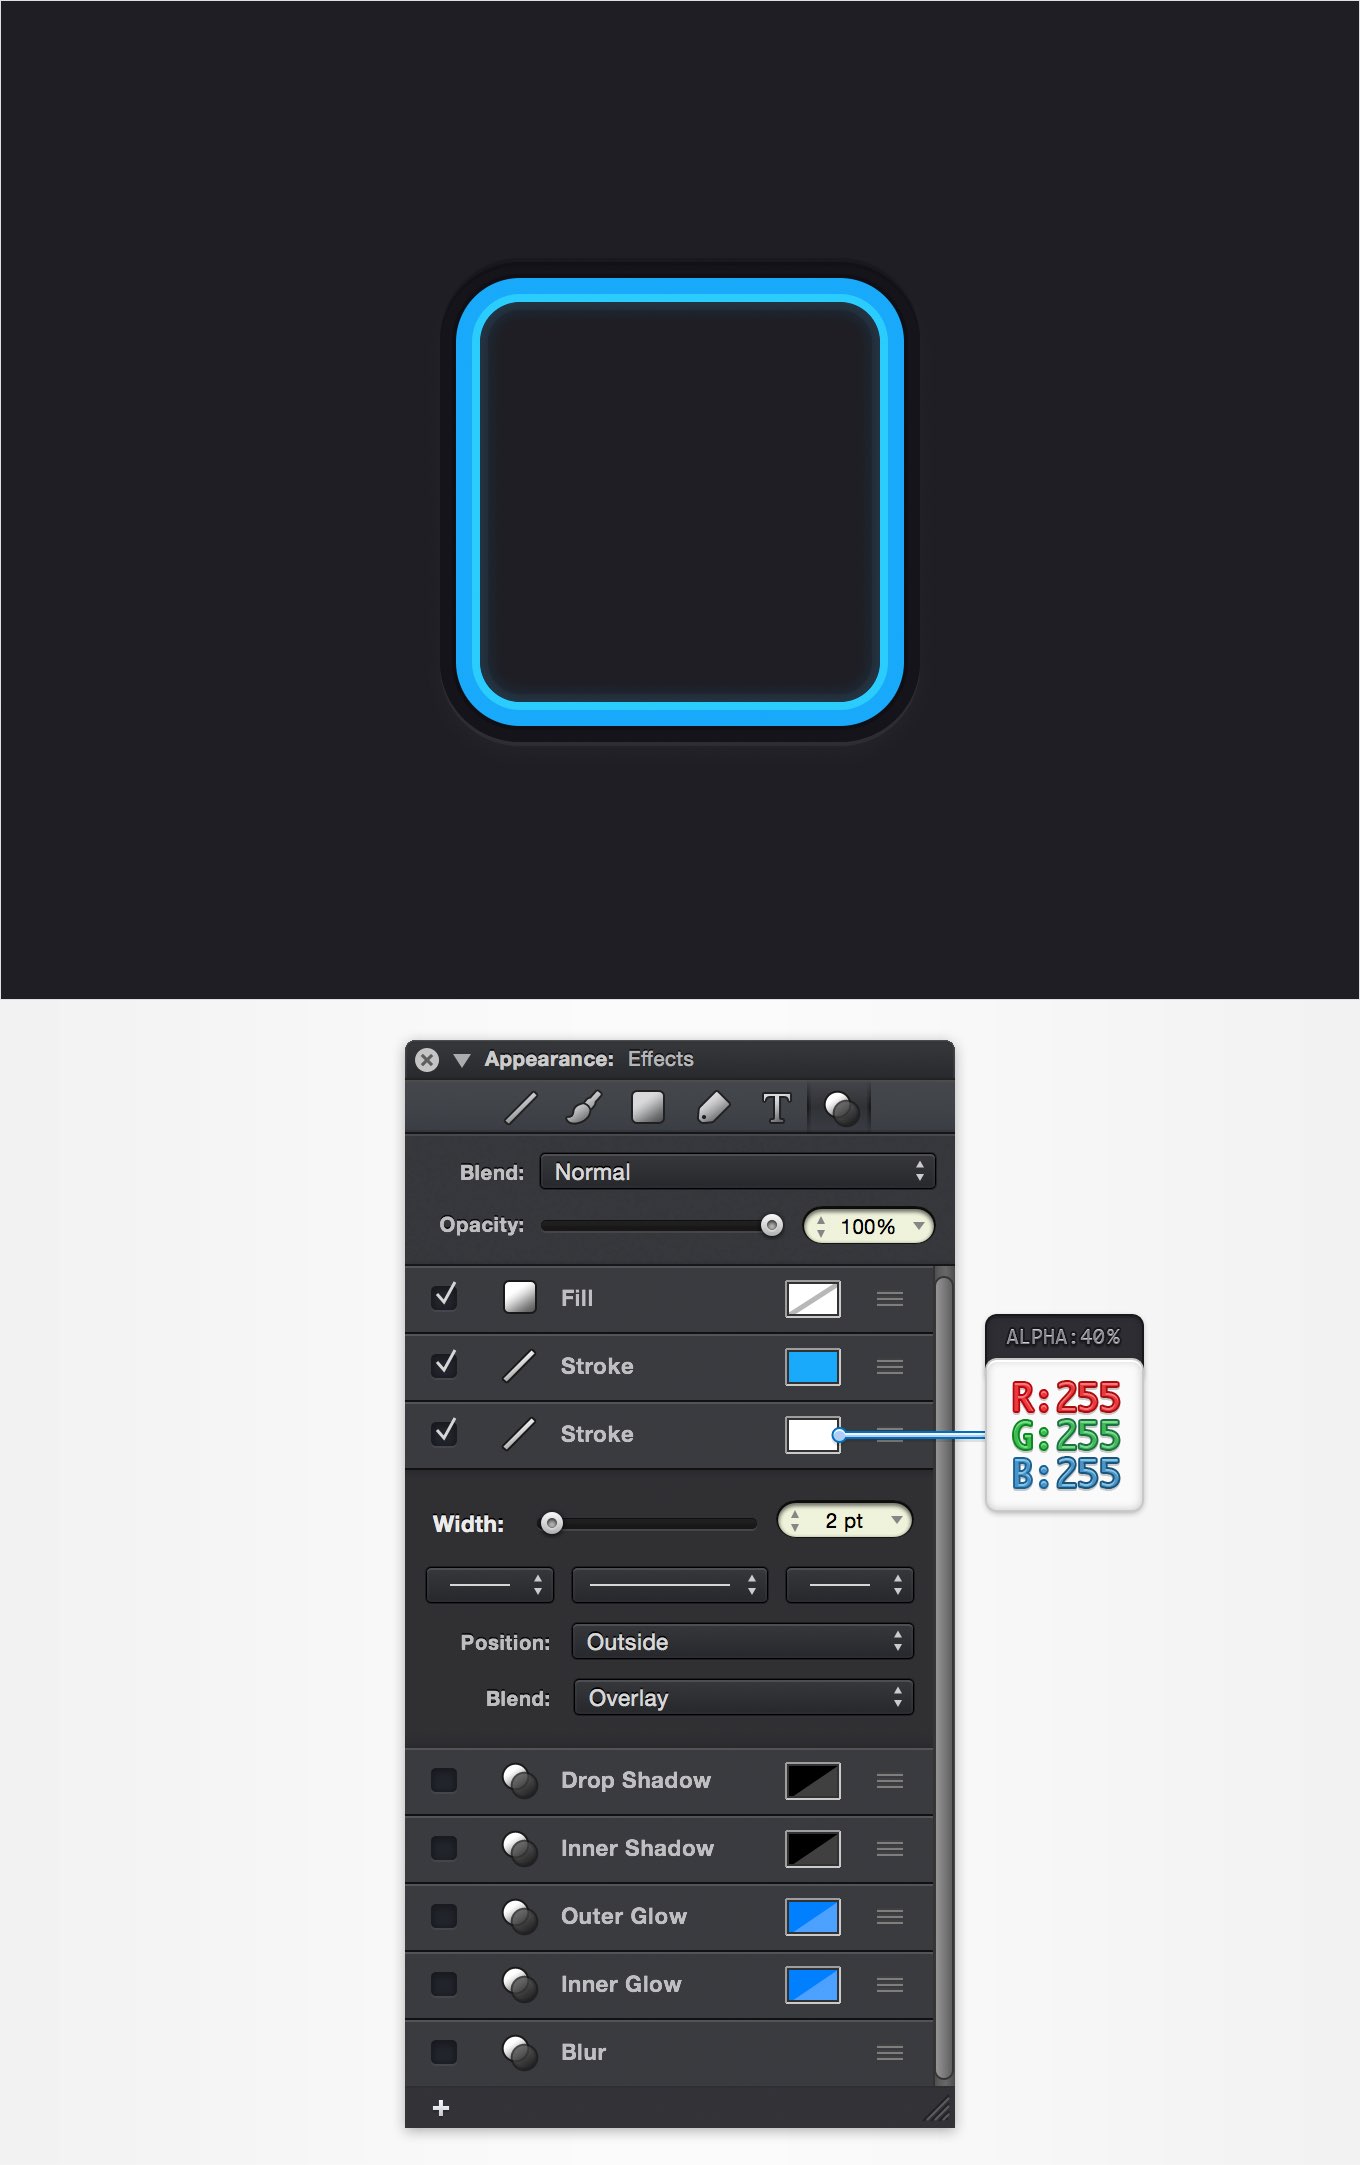 Appearance: Effects
T
Blend: Normal
Opacity: 100%
Fill
Stroke
Stroke
ALPHA:40%
R:255
G:255
B:255
Width: 2 pt
Position: Outside
Blend: Overlay
Drop Shadow
Inner Shadow
Outer Glow
Inner Glow
Blur
+